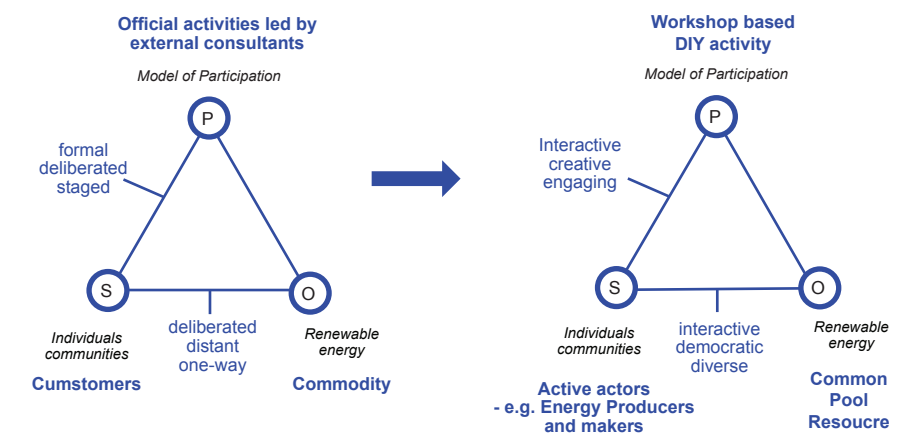 Official activities led by
external consultants
Model of Participation
P
formal
deliberated
staged
S
O
deliberated
distant
one-way
Individuals
communities
Cumstomers
Renewable
energy
Commodity
Workshop based
DIY activity
Model of Participation
P
Interactive
creative
engaging
S
O
interactive
democratic
diverse
Individuals
communities
Active actors
- e.g. Energy Producers
and makers
Renewable
energy
Common
Pool
Resoucre